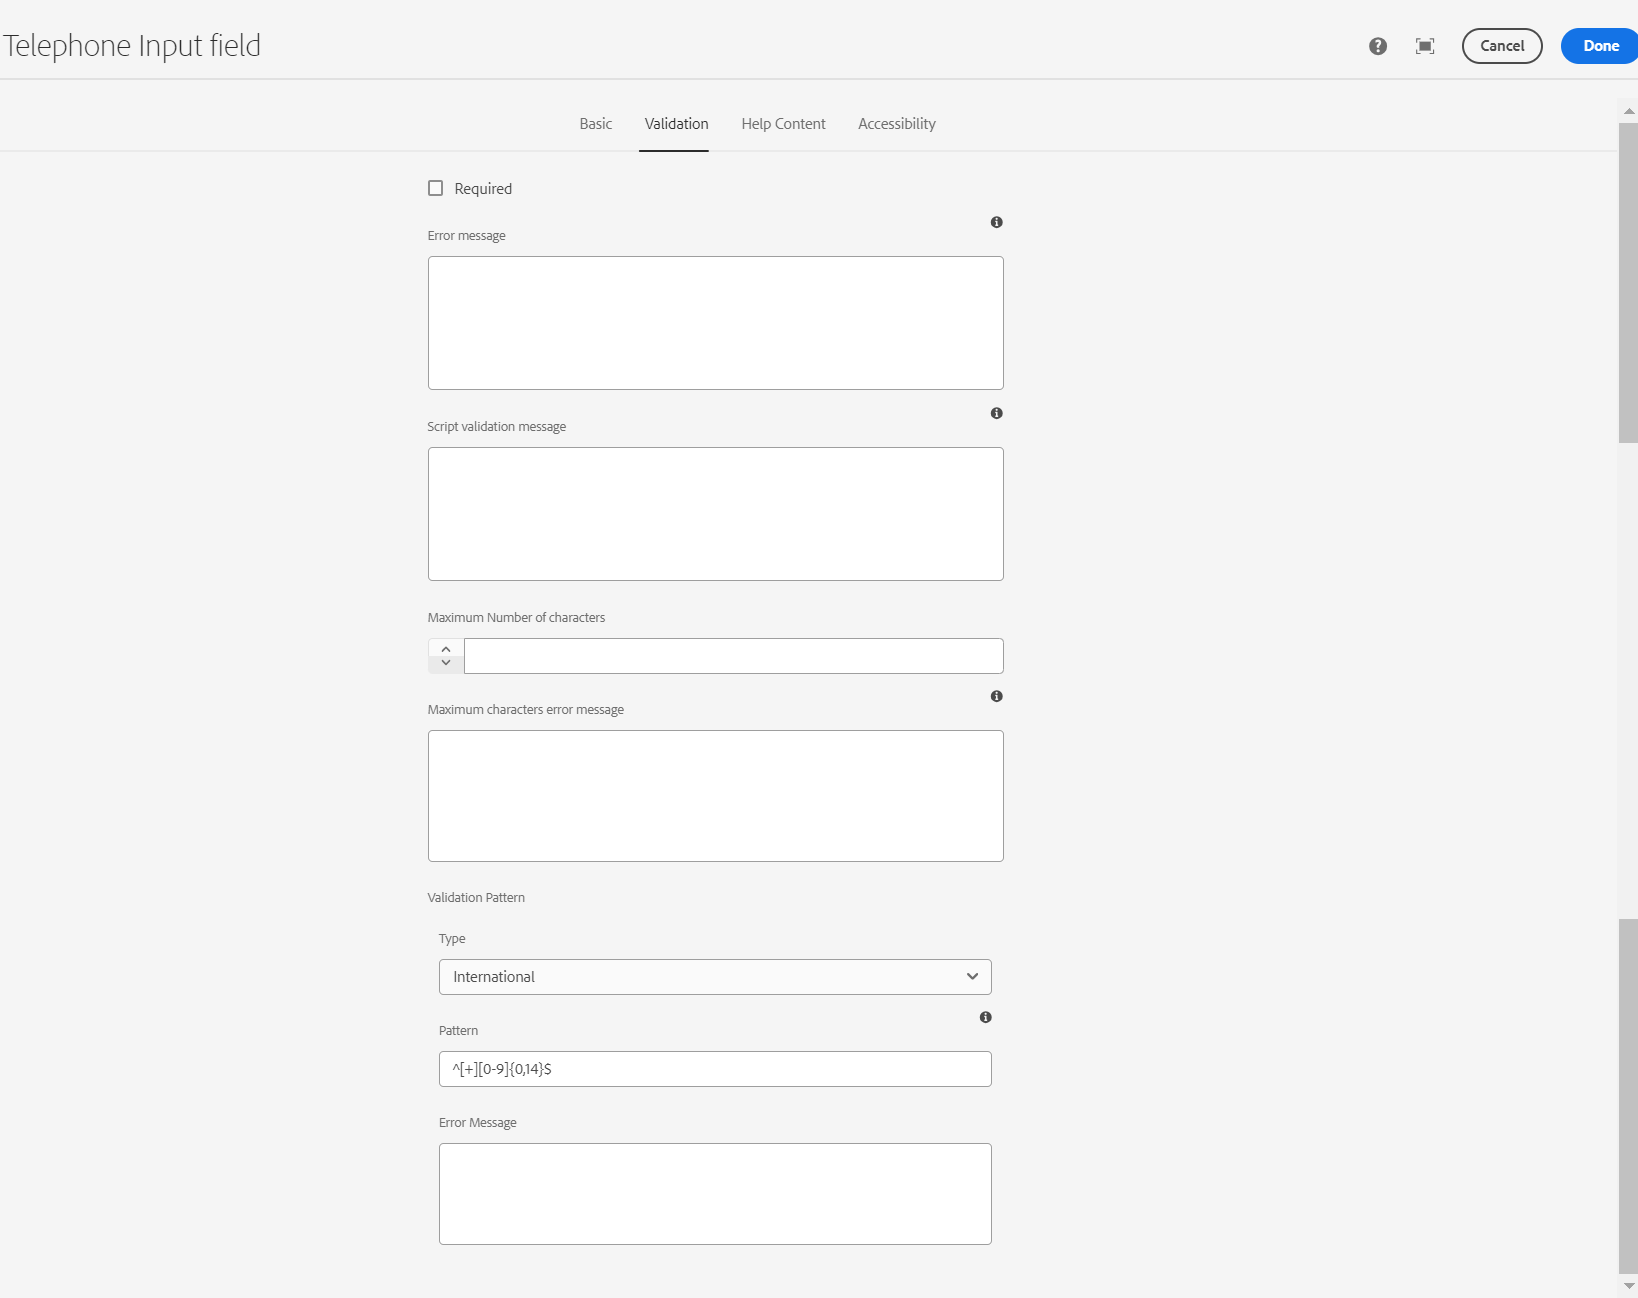 Telephone Input field
Cancel
Done
Basic
Validation
Help Content
Accessibility
Required
Error message
Script validation message
Maximum Number of characters
Maximum characters error message
Validation Pattern
Type
International
Pattern
^[+][0-9]{0,14}$
Error Message